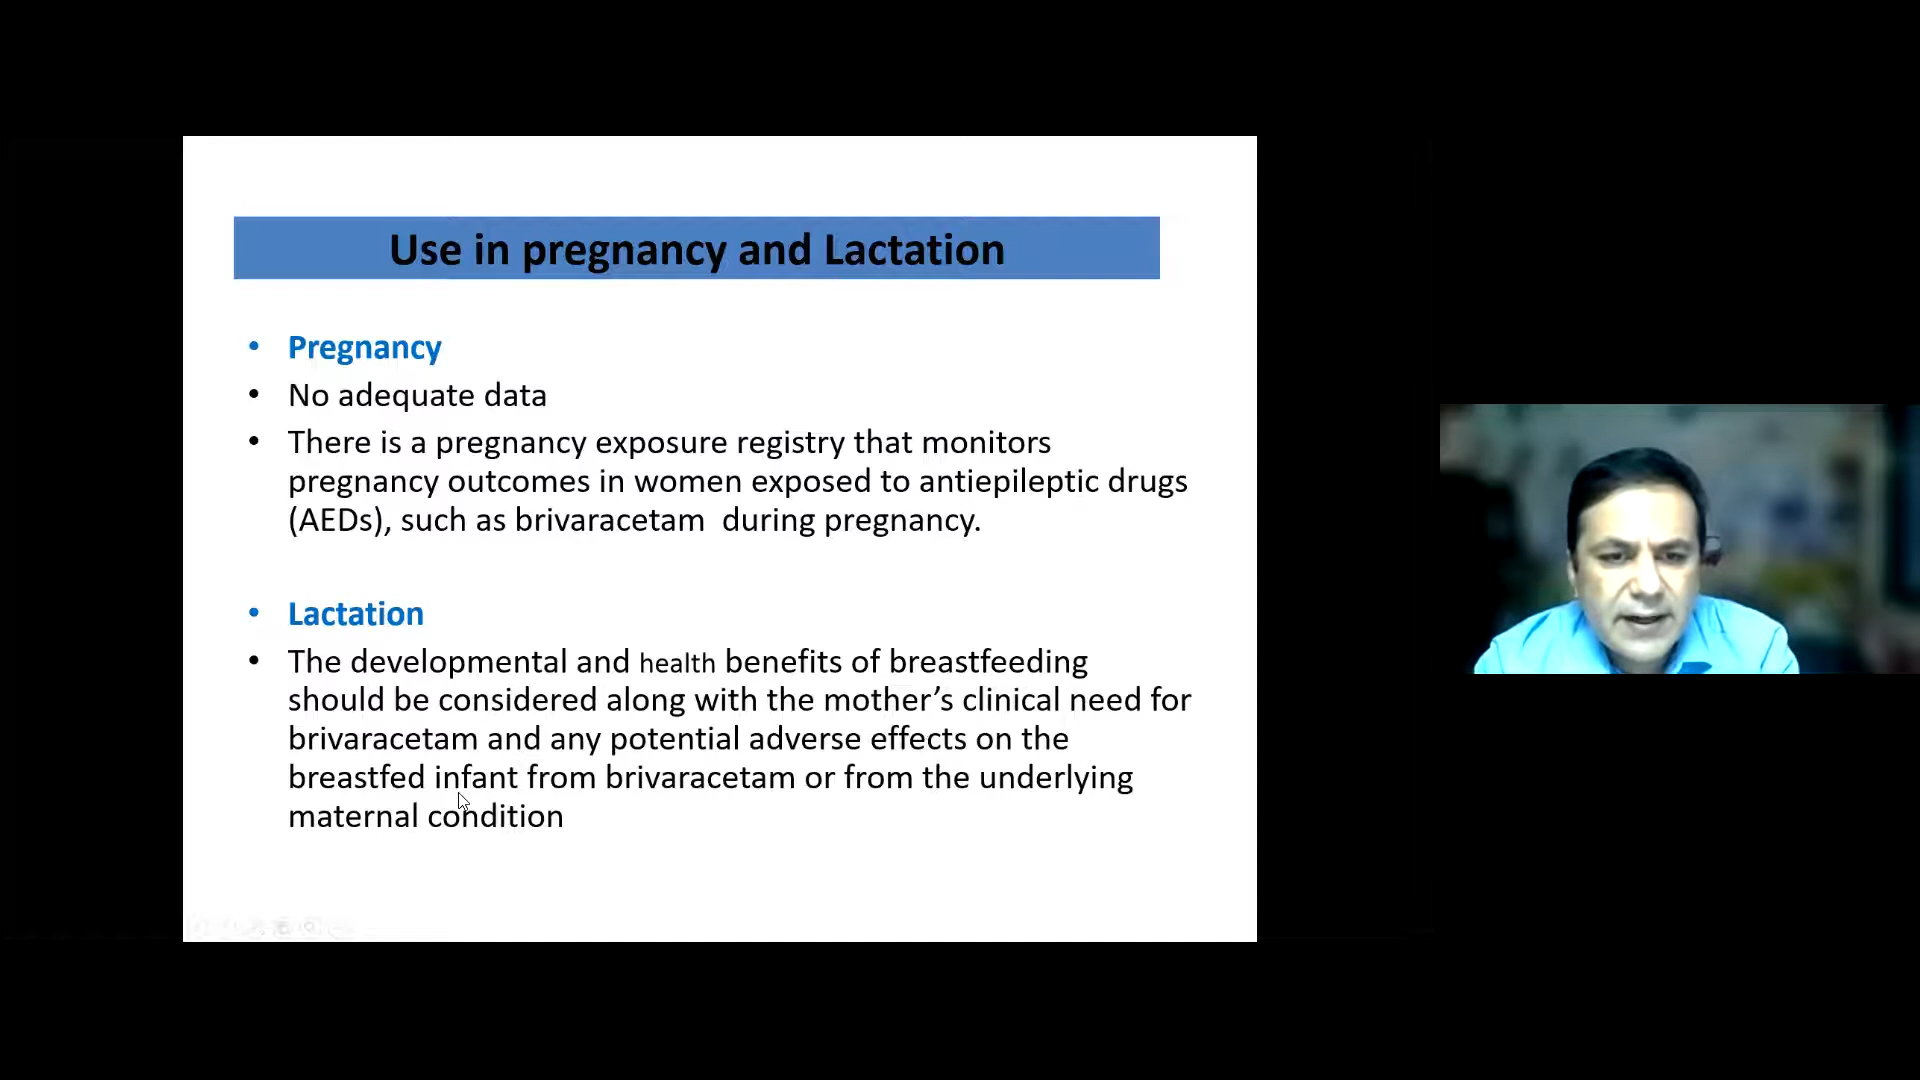 Use in pregnancy and Lactation
• Pregnancy
• No adequate data
• There is a pregnancy exposure registry that monitors
pregnancy outcomes in women exposed to antiepileptic drugs
(AEDs), such as brivaracetam  during pregnancy.
• Lactation
• The developmental and health benefits of breastfeeding
should be considered along with the mother’s clinical need for
brivaracetam and any potential adverse effects on the
breastfed infant from brivaracetam or from the underlying
maternal condition